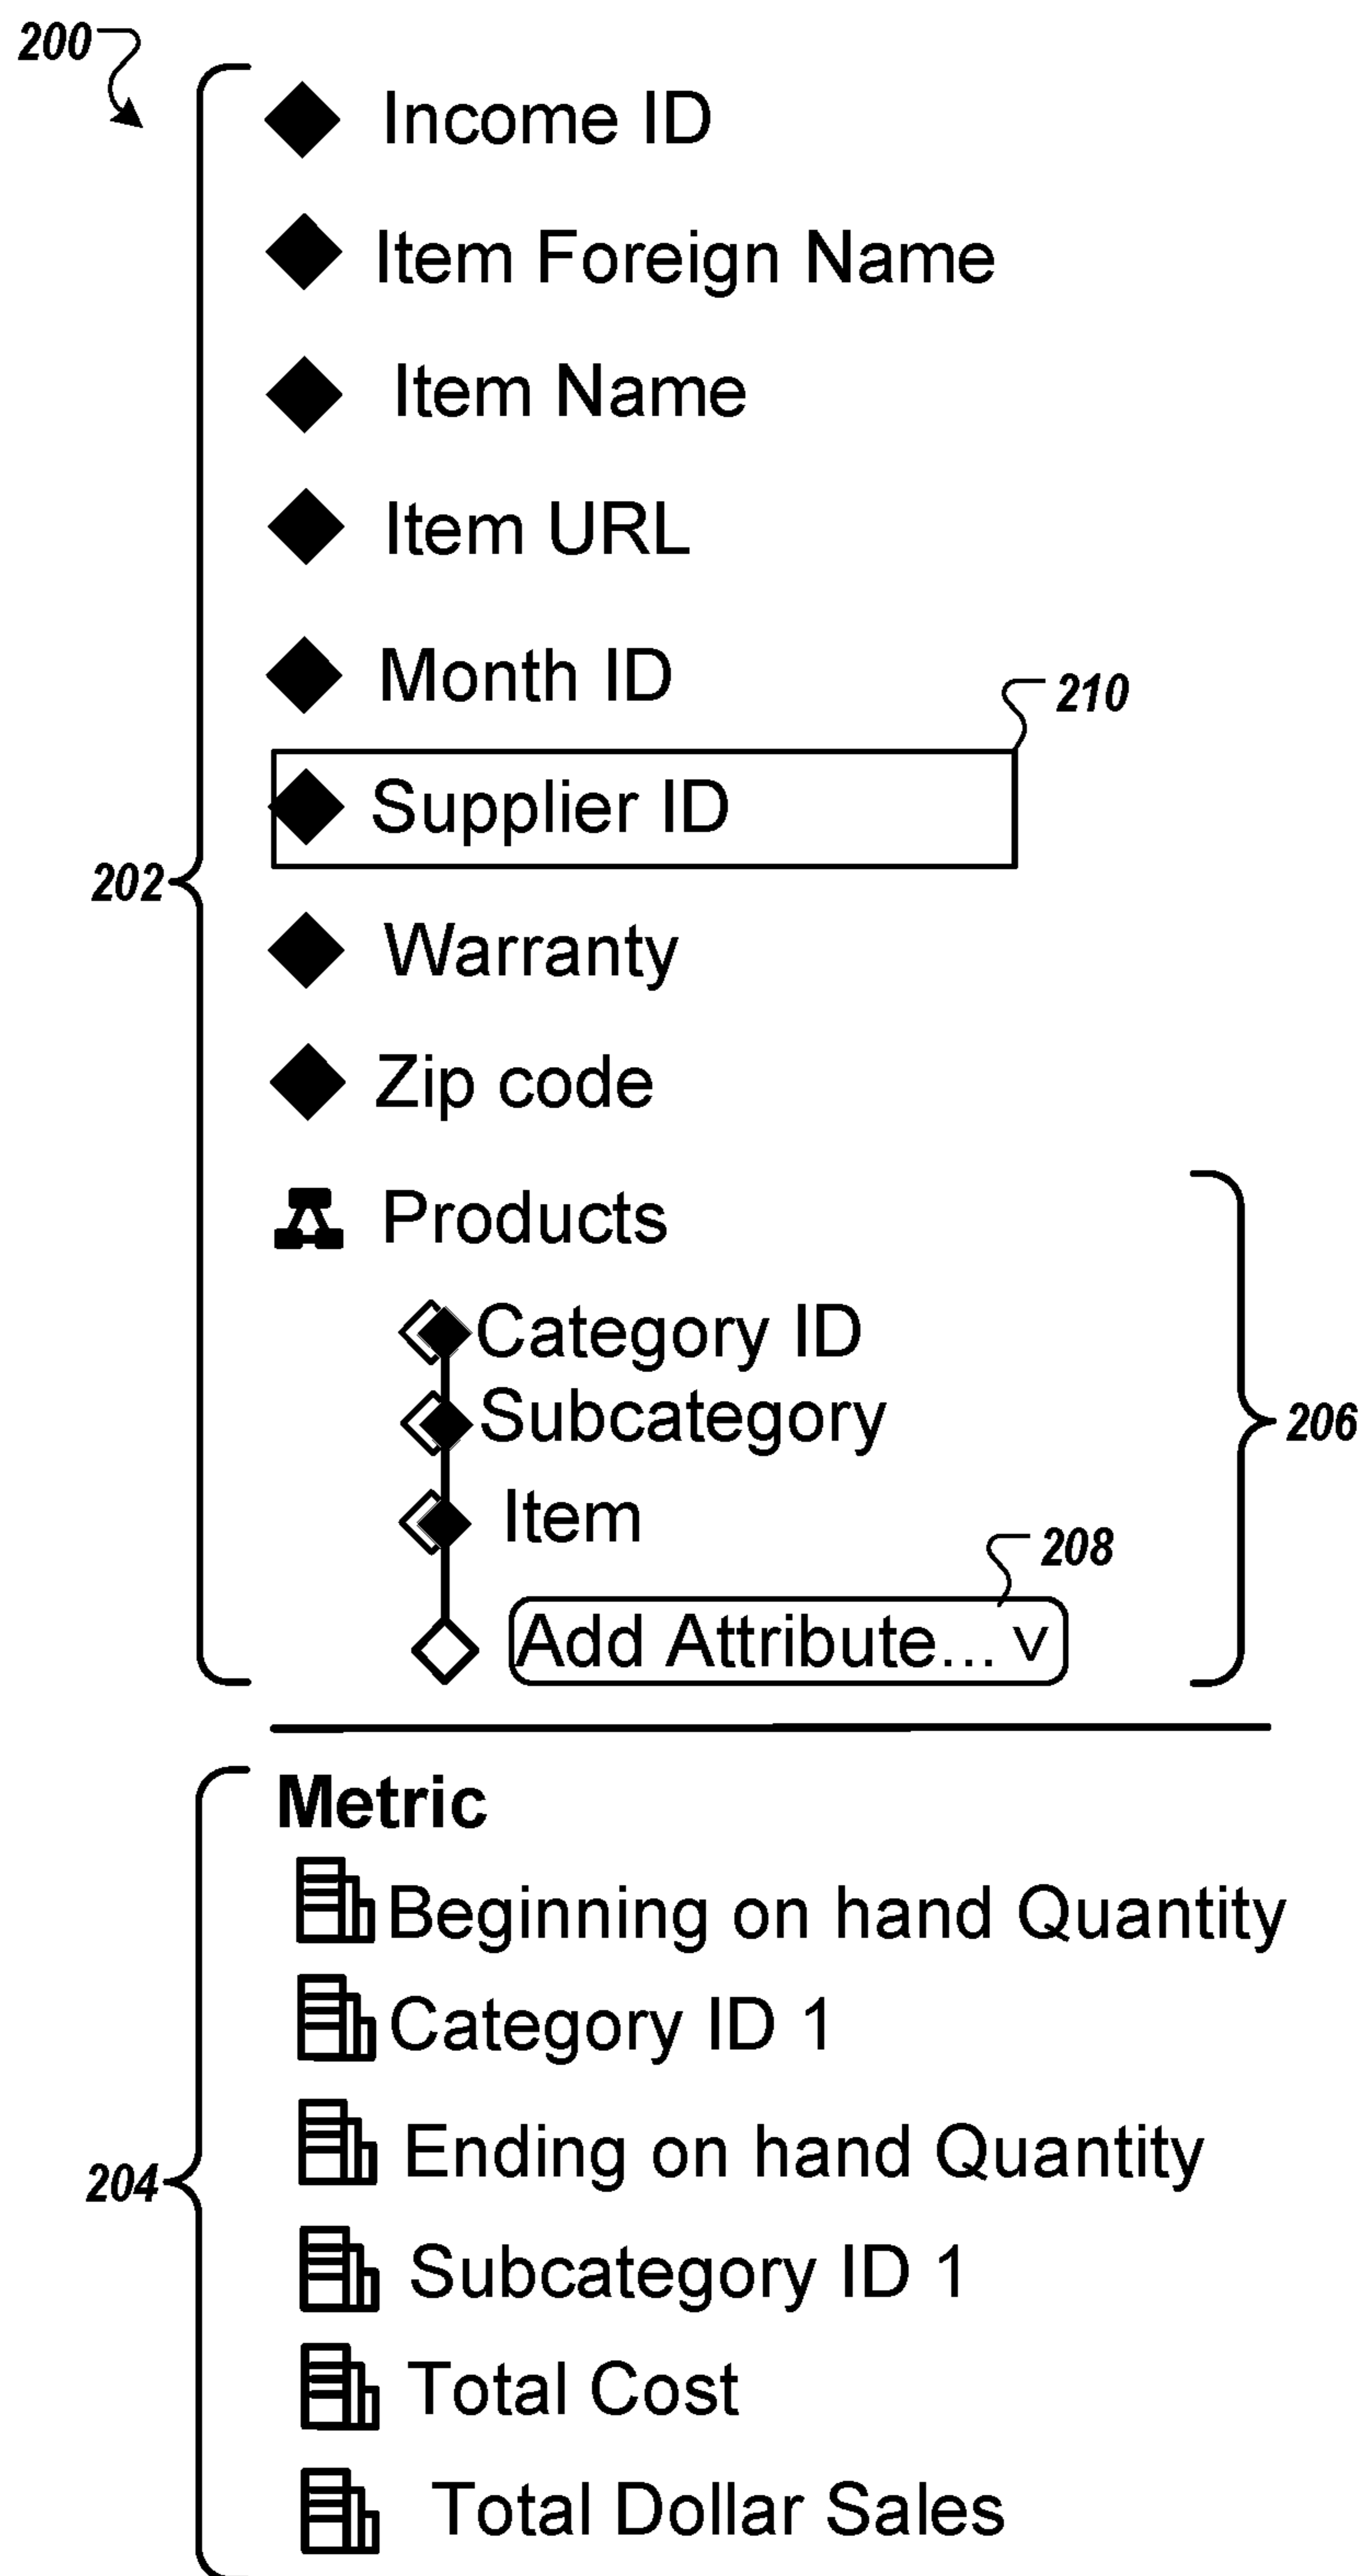 200
Income ID
Item Foreign Name
Item Name
Item URL
Month ID
210
Supplier ID
202
Warranty
Zip code
Products
Category ID
Subcategory
206
Item
208
Add Attribute... v
Metric
Beginning on hand Quantity
Category ID 1
Ending on hand Quantity
204
Subcategory ID 1
Total Cost
Total Dollar Sales